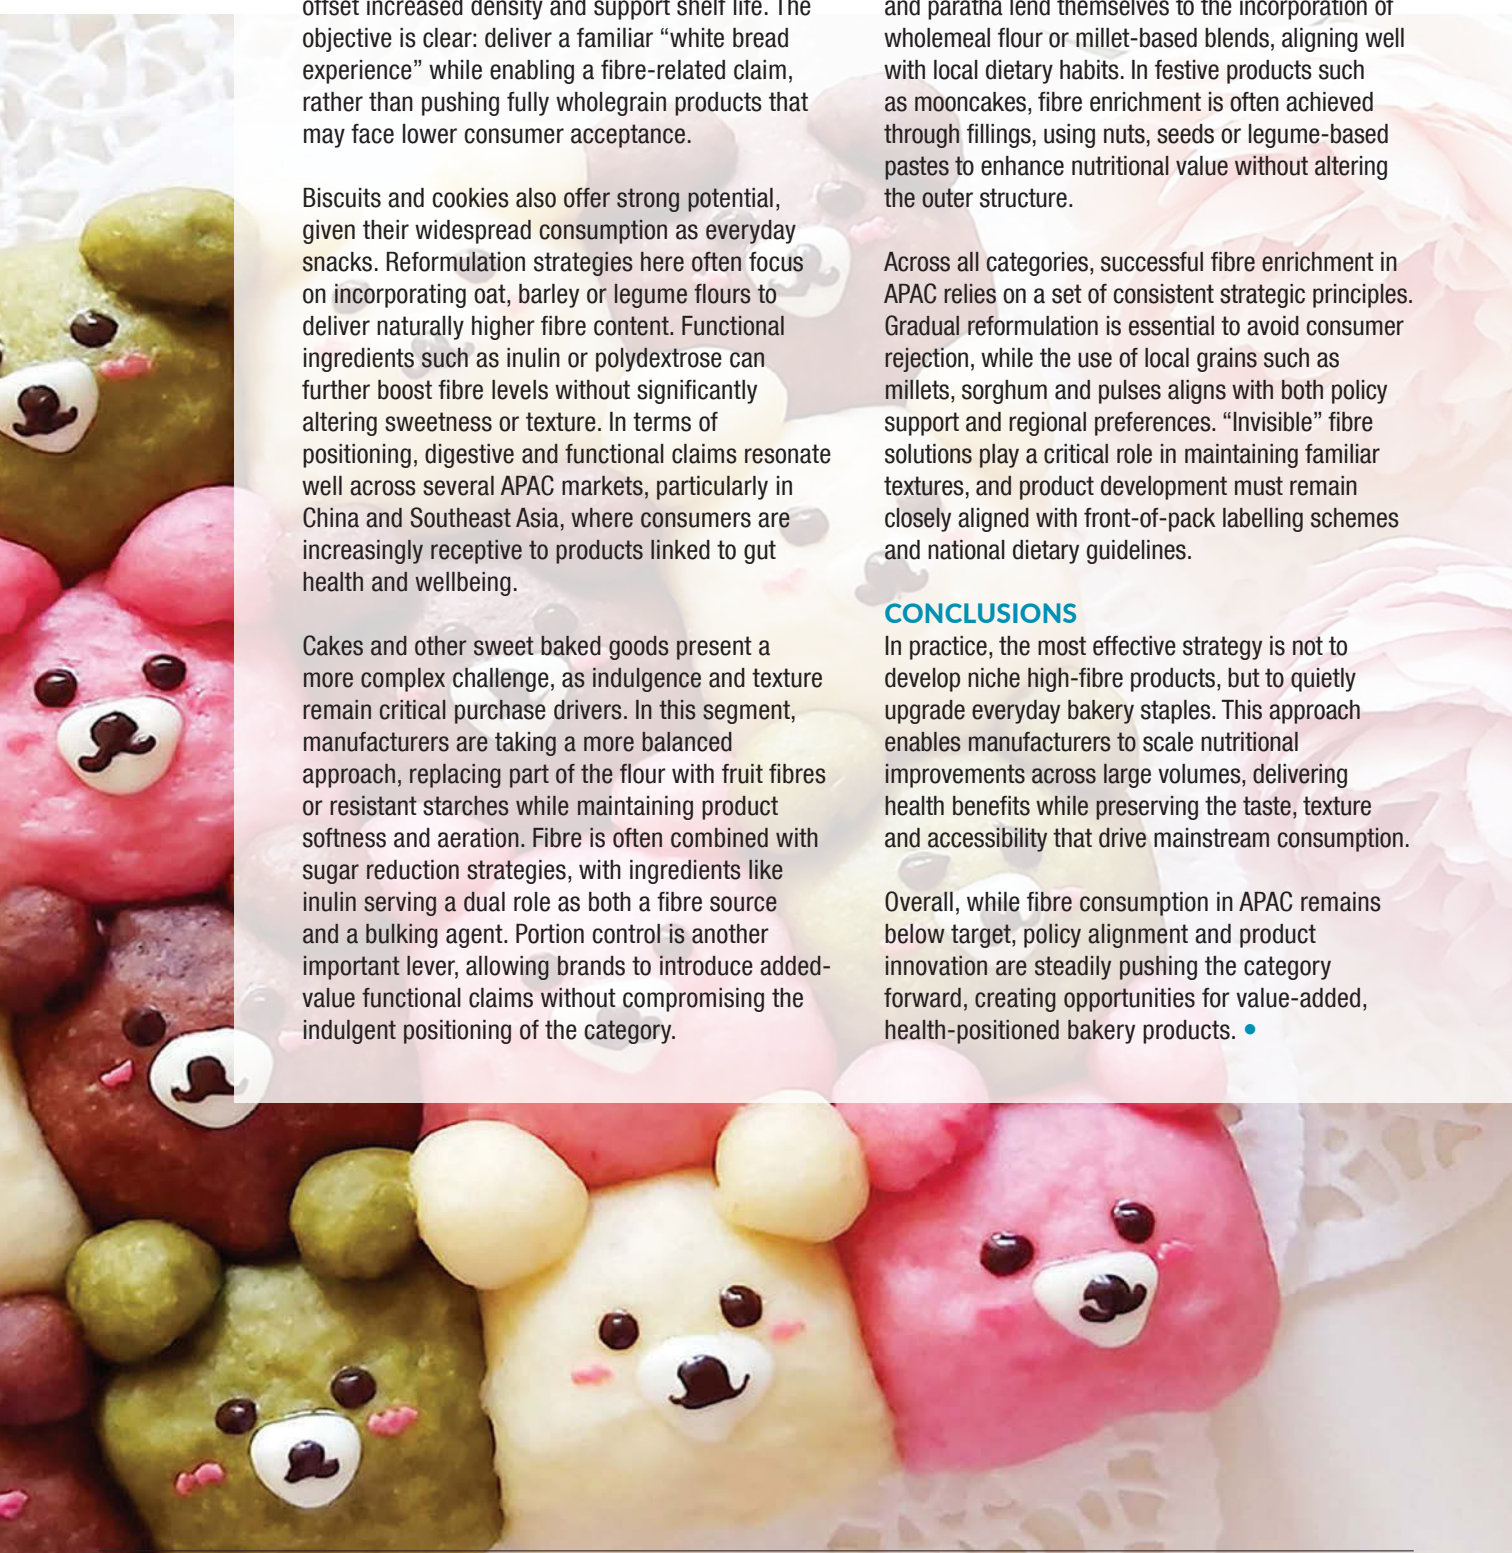 offset increased density and support shelf life. The
objective is clear: deliver a familiar “white bread
experience” while enabling a fibre-related claim,
rather than pushing fully wholegrain products that
may face lower consumer acceptance.
Biscuits and cookies also offer strong potential,
given their widespread consumption as everyday
snacks. Reformulation strategies here often focus
on incorporating oat, barley or legume flours to
deliver naturally higher fibre content. Functional
ingredients such as inulin or polydextrose can
further boost fibre levels without significantly
altering sweetness or texture. In terms of
positioning, digestive and functional claims resonate
well across several APAC markets, particularly in
China and Southeast Asia, where consumers are
increasingly receptive to products linked to gut
health and wellbeing.
Cakes and other sweet baked goods present a
more complex challenge, as indulgence and texture
remain critical purchase drivers. In this segment,
manufacturers are taking a more balanced
approach, replacing part of the flour with fruit fibres
or resistant starches while maintaining product
softness and aeration. Fibre is often combined with
sugar reduction strategies, with ingredients like
inulin serving a dual role as both a fibre source
and a bulking agent. Portion control is another
important lever, allowing brands to introduce added-
value functional claims without compromising the
indulgent positioning of the category.
and paratha lend themselves to the incorporation of
wholemeal flour or millet-based blends, aligning well
with local dietary habits. In festive products such
as mooncakes, fibre enrichment is often achieved
through fillings, using nuts, seeds or legume-based
pastes to enhance nutritional value without altering
the outer structure.
Across all categories, successful fibre enrichment in
APAC relies on a set of consistent strategic principles.
Gradual reformulation is essential to avoid consumer
rejection, while the use of local grains such as
millets, sorghum and pulses aligns with both policy
support and regional preferences. “Invisible” fibre
solutions play a critical role in maintaining familiar
textures, and product development must remain
closely aligned with front-of-pack labelling schemes
and national dietary guidelines.
CONCLUSIONS
In practice, the most effective strategy is not to
develop niche high-fibre products, but to quietly
upgrade everyday bakery staples. This approach
enables manufacturers to scale nutritional
improvements across large volumes, delivering
health benefits while preserving the taste, texture
and accessibility that drive mainstream consumption.
Overall, while fibre consumption in APAC remains
below target, policy alignment and product
innovation are steadily pushing the category
forward, creating opportunities for value-added,
health-positioned bakery products. •